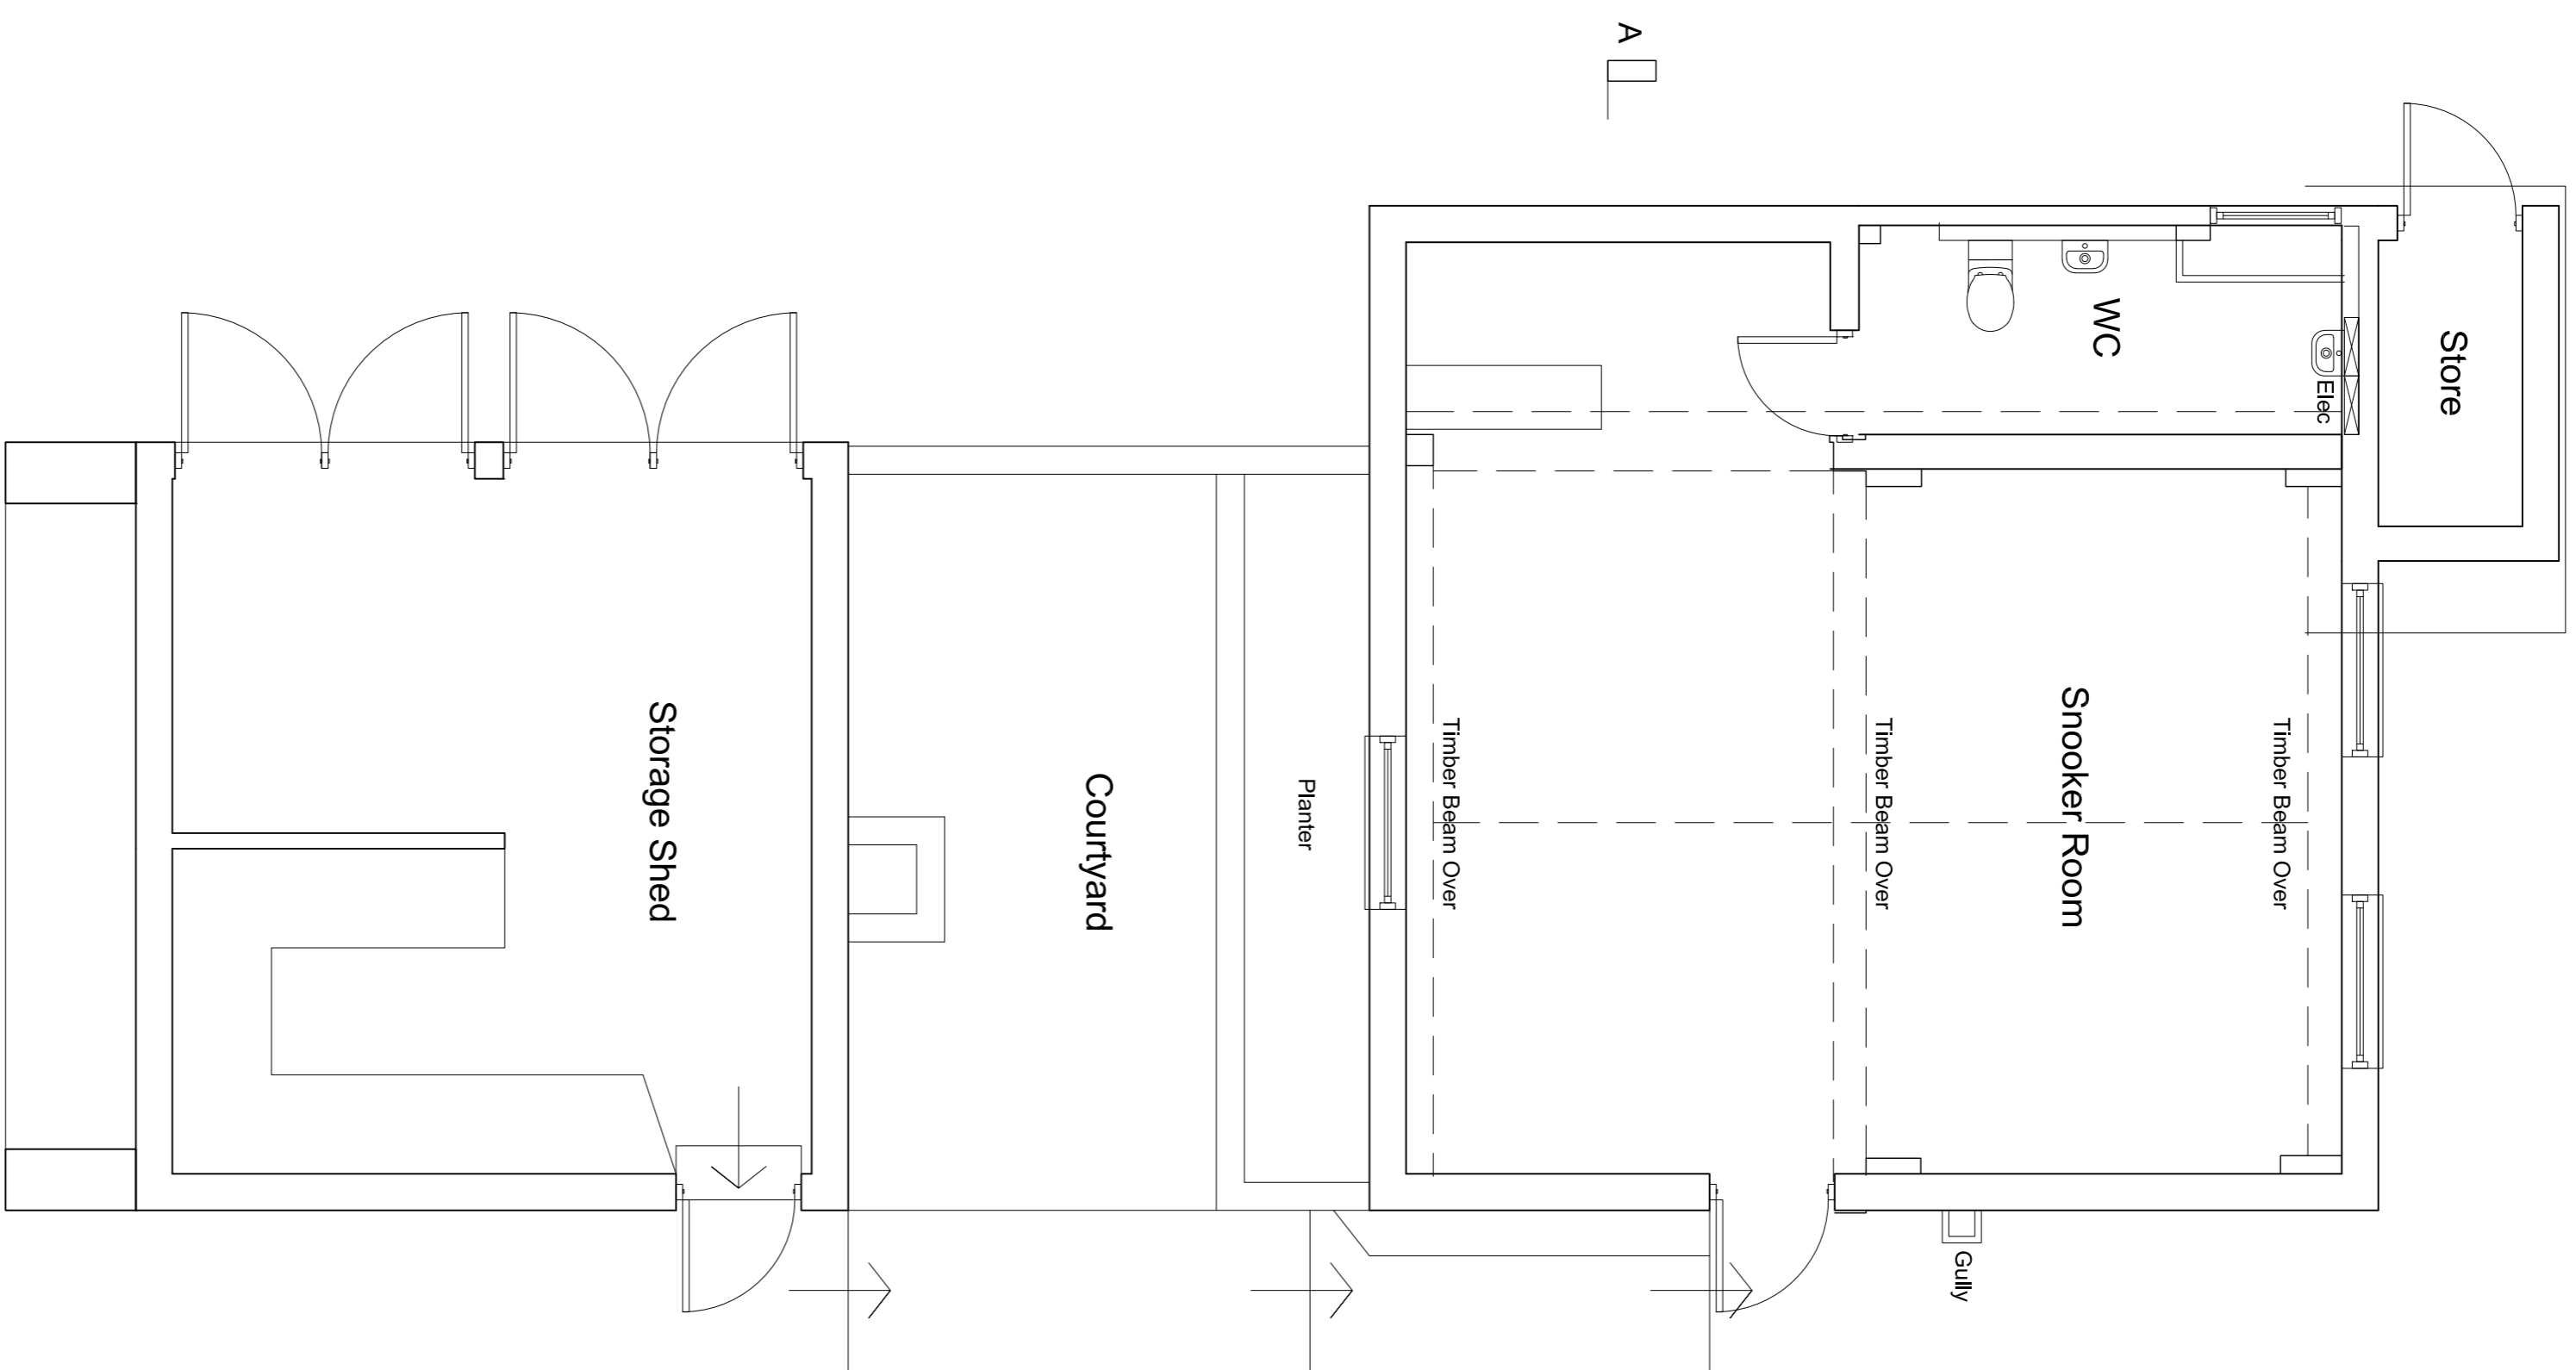 A
Store
WC
Elec
Snooker Room
Timber Beam Over
Timber Beam Over
Timber Beam Over
Planter
Courtyard
Storage Shed
Gully